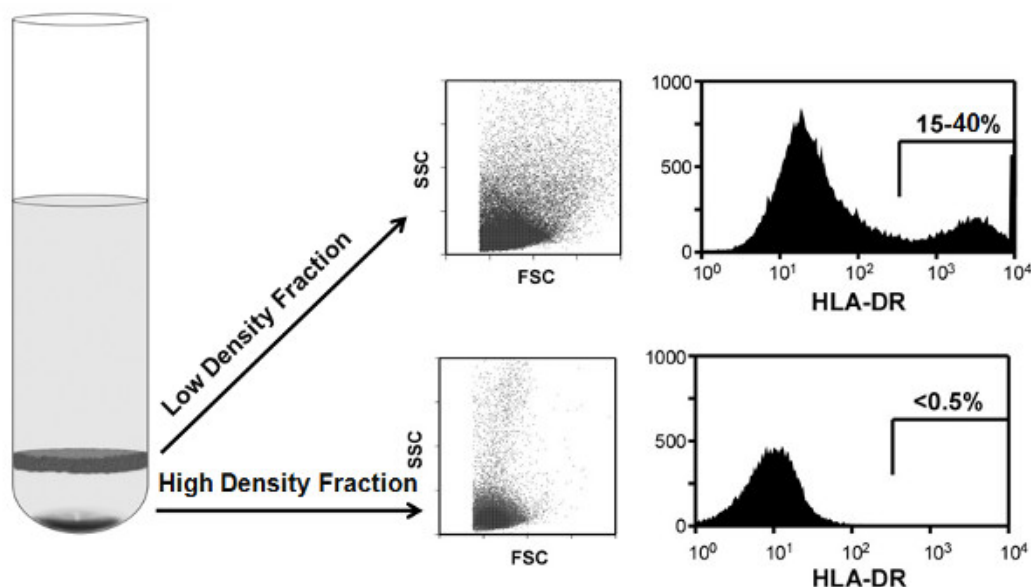 Low Density Fraction
High Density Fraction
SSC
FSC
1000
500
0
15-40%
10⁰ 10¹ 10² 10³ 10⁴
HLA-DR
SSC
FSC
1000
500
0
<0.5%
10⁰ 10¹ 10² 10³ 10⁴
HLA-DR